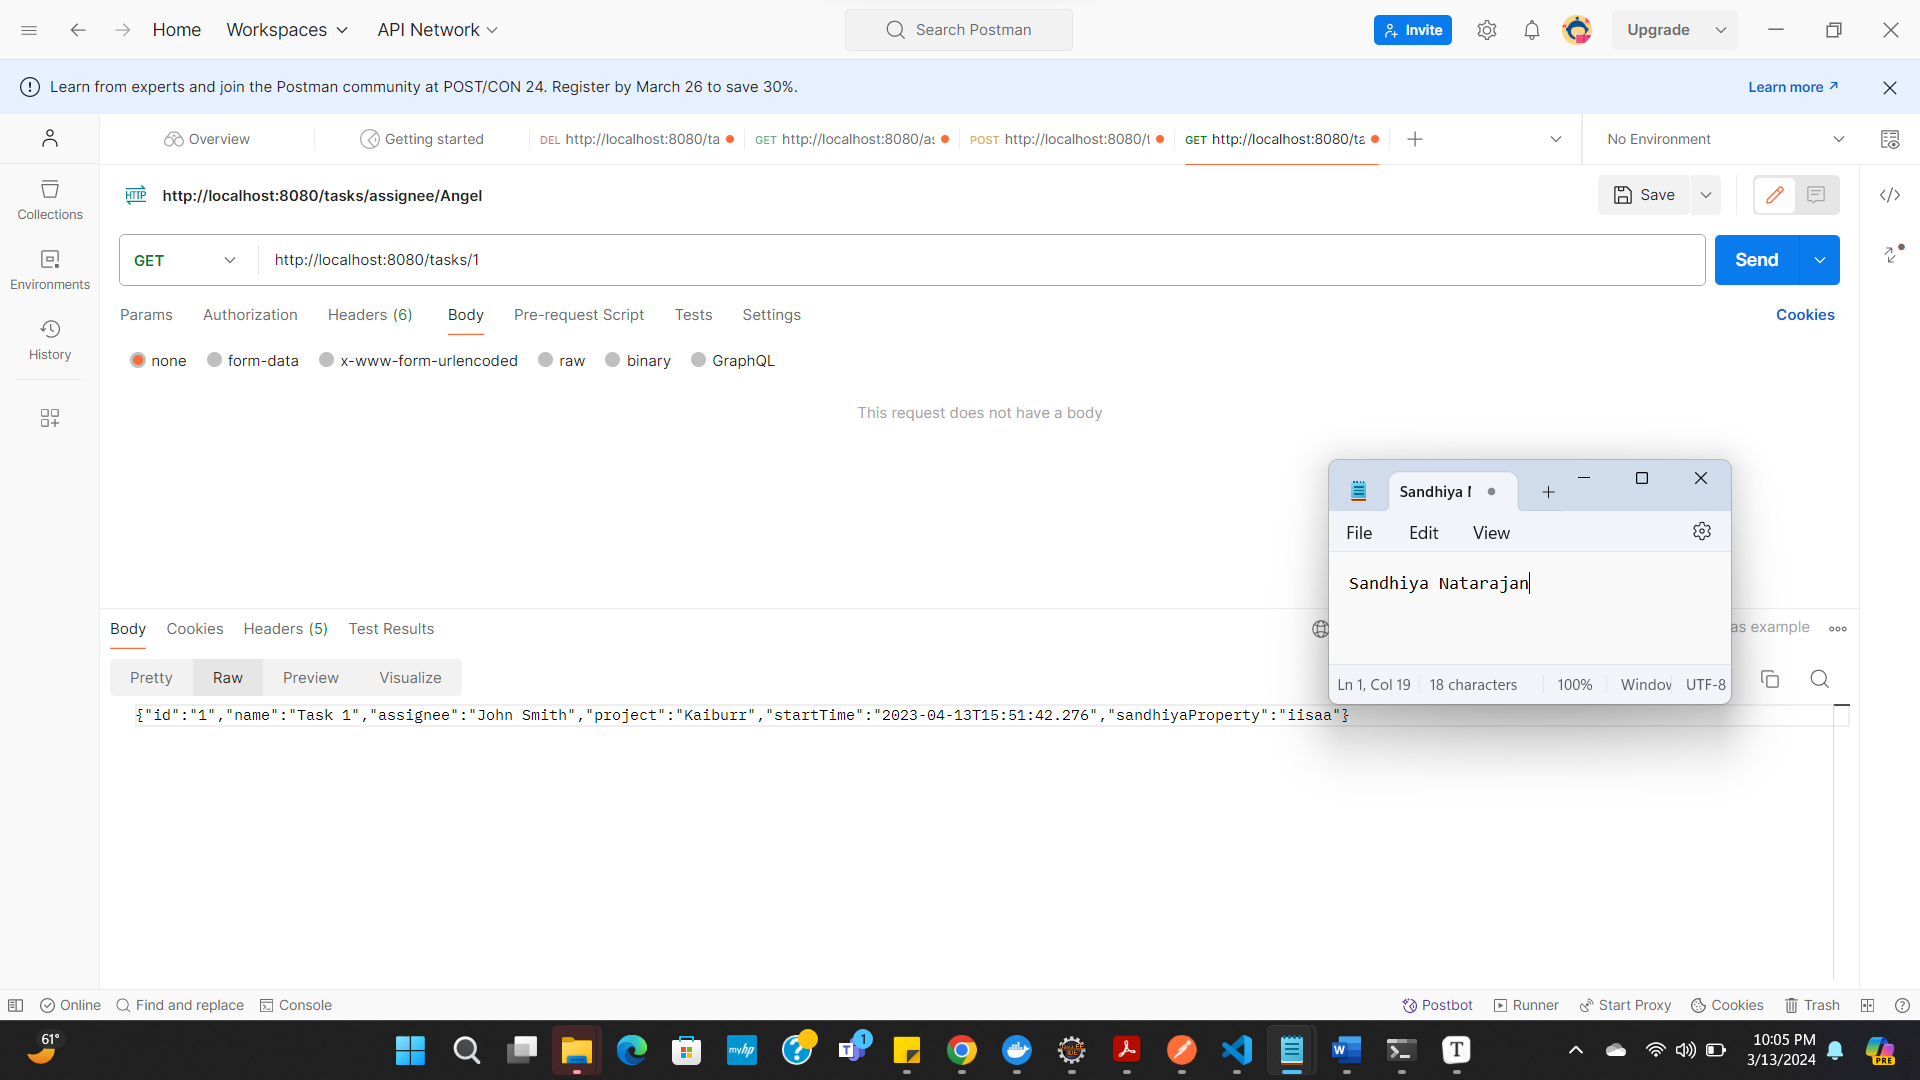 Home Workspaces API Network Search Postman Invite Upgrade
Learn from experts and join the Postman community at POST/CON 24. Register by March 26 to save 30%. Learn more
Overview Getting started DEL http://localhost:8080/ta GET http://localhost:8080/as POST http://localhost:8080/t GET http://localhost:8080/ta No Environment
HTTP http://localhost:8080/tasks/assignee/Angel Save
Collections
GET http://localhost:8080/tasks/1 Send
Environments
Params Authorization Headers (6) Body Pre-request Script Tests Settings Cookies
History
none form-data x-www-form-urlencoded raw binary GraphQL
This request does not have a body
Sandhiya
File Edit View
Sandhiya Natarajan
Ln 1, Col 19 18 characters 100% Window UTF-8
Body Cookies Headers (5) Test Results as example
Pretty Raw Preview Visualize
{"id":"1","name":"Task 1","assignee":"John Smith","project":"Kaiburr","startTime":"2023-04-13T15:51:42.276","sandhiyaProperty":"iisaa"}
Online Find and replace Console Postbot Runner Start Proxy Cookies Trash
61° myhp 1 T PRE
10:05 PM
3/13/2024